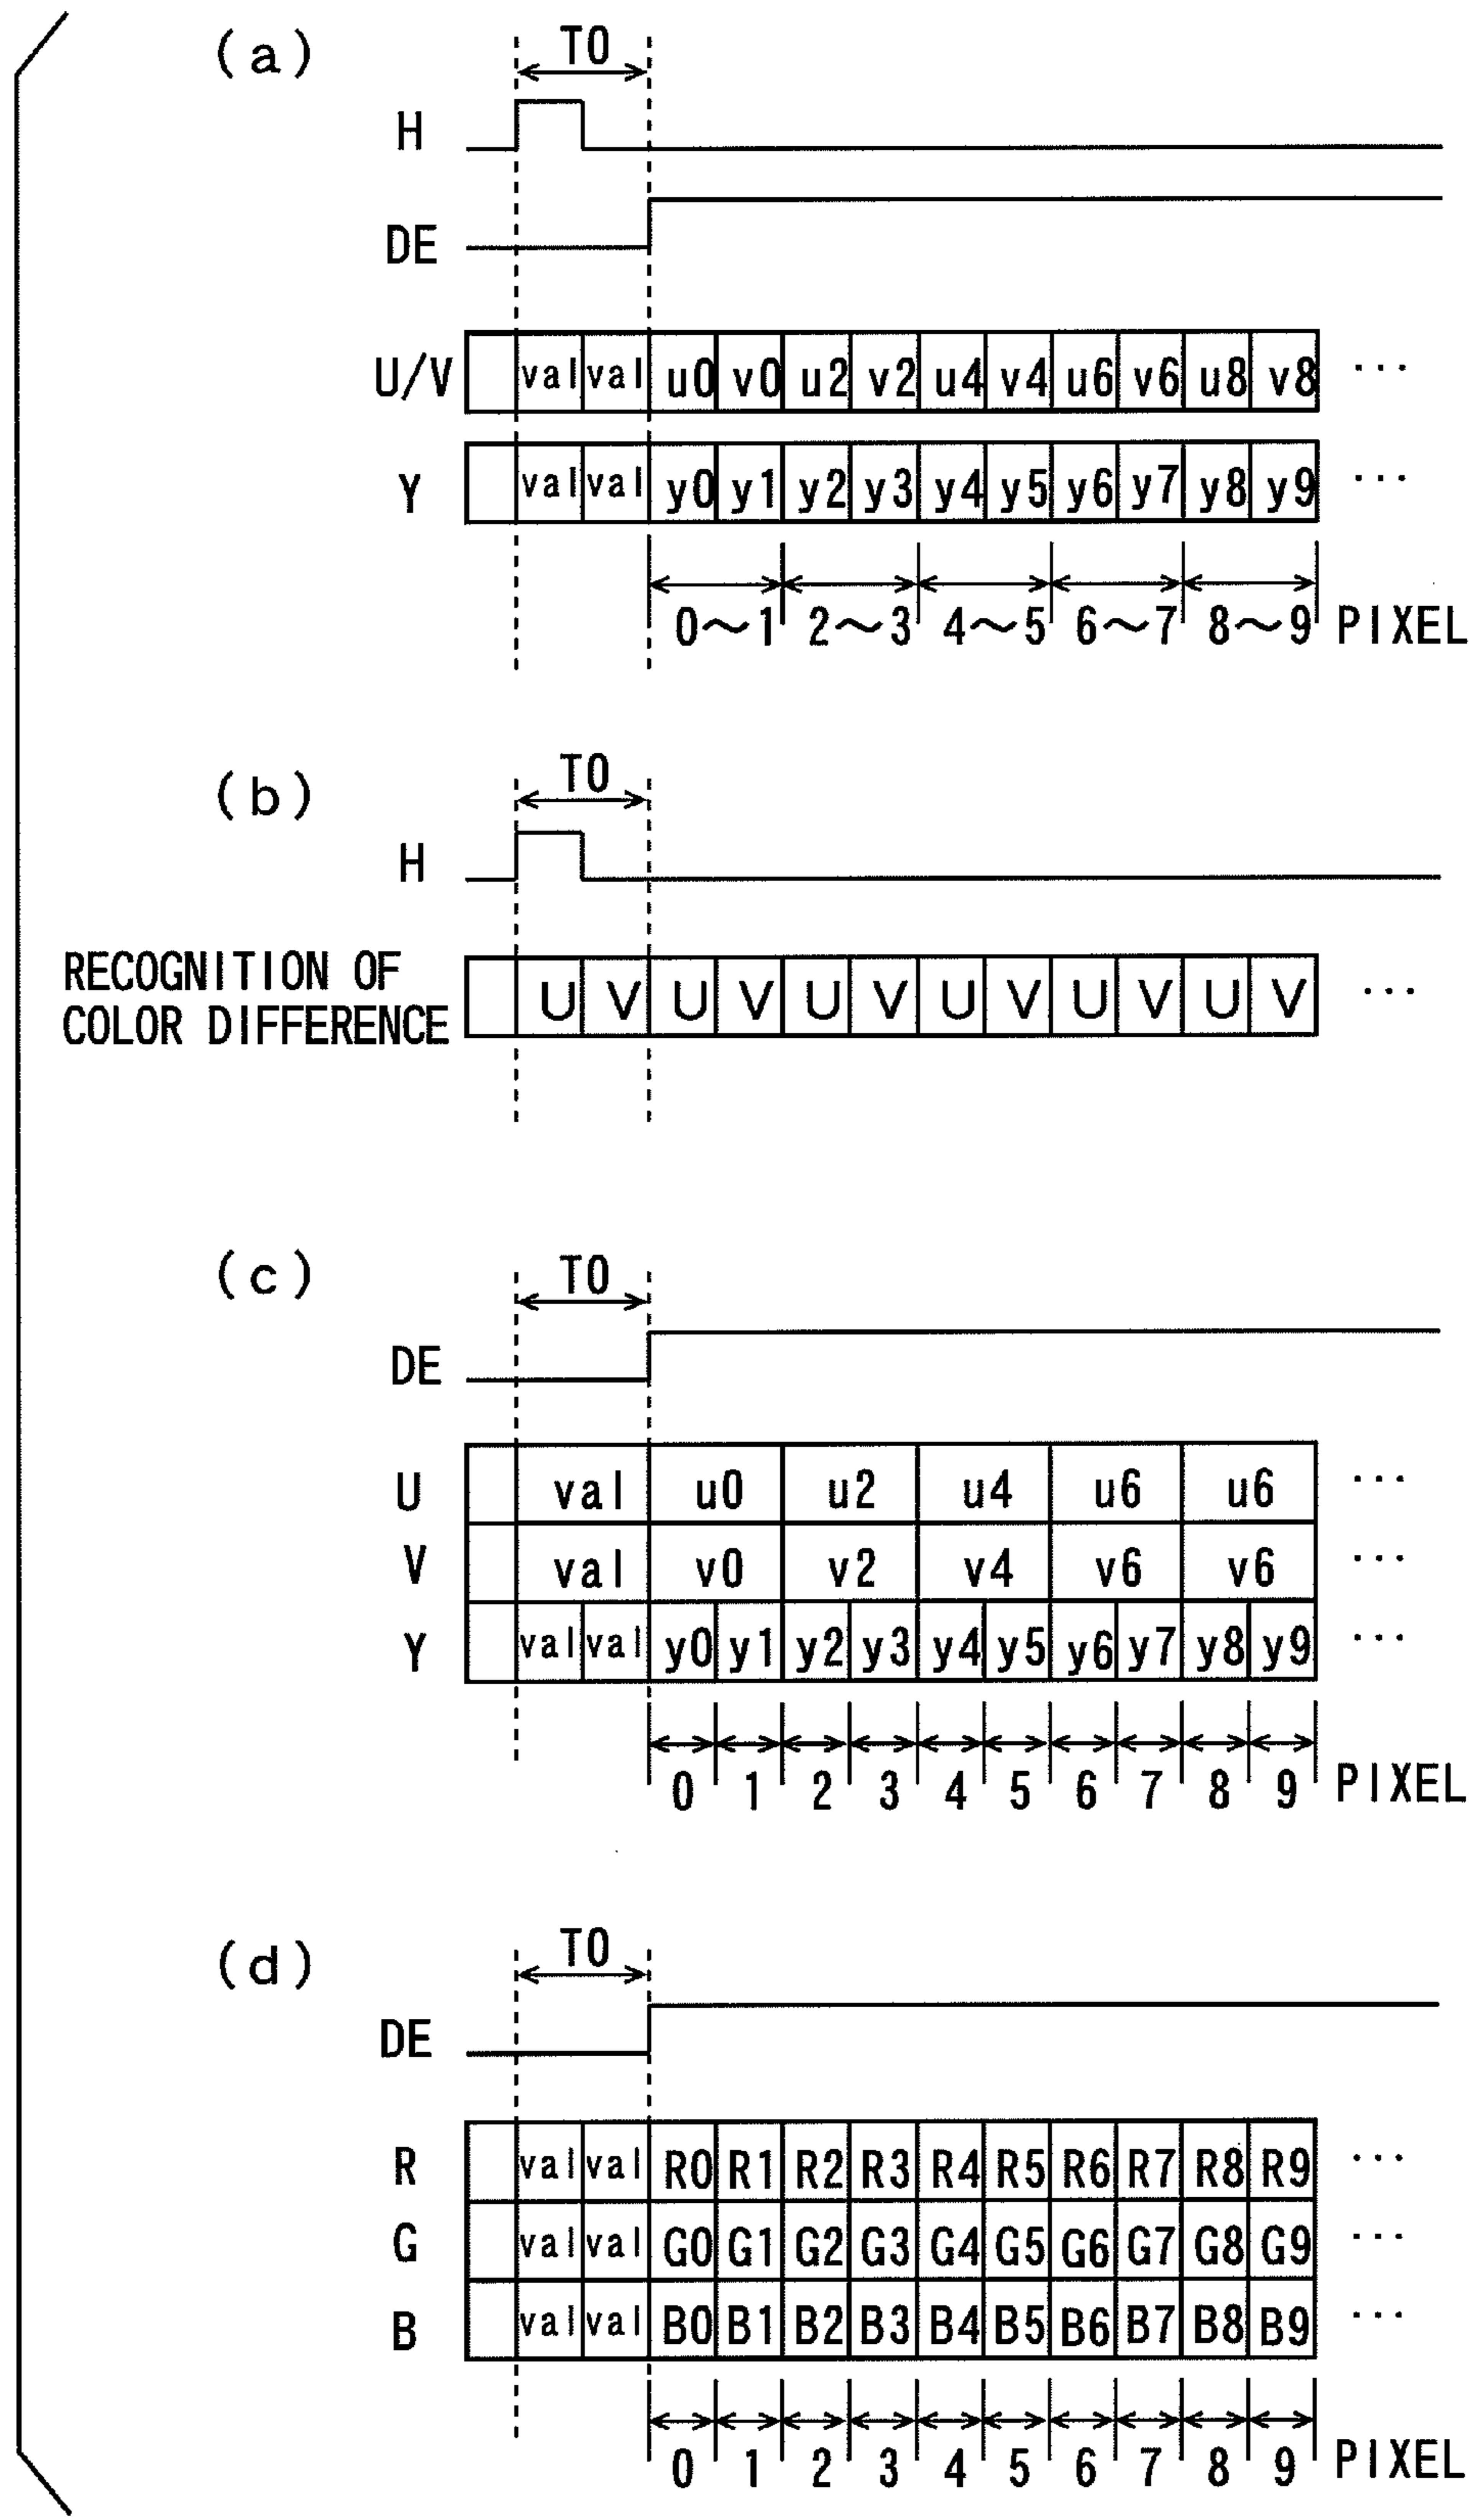 (a)
T0
H
DE
U/V val val u0 v0 u2 v2 u4 v4 u6 v6 u8 v8 ...
Y val val y0 y1 y2 y3 y4 y5 y6 y7 y8 y9 ...
0～1 2～3 4～5 6～7 8～9 PIXEL
(b)
T0
H
RECOGNITION OF
COLOR DIFFERENCE
U V U V U V U V U V U V ...
(c)
T0
DE
U val u0 u2 u4 u6 u6 ...
V val v0 v2 v4 v6 v6 ...
Y val val y0 y1 y2 y3 y4 y5 y6 y7 y8 y9 ...
0 1 2 3 4 5 6 7 8 9 PIXEL
(d)
T0
DE
R val val R0 R1 R2 R3 R4 R5 R6 R7 R8 R9 ...
G val val G0 G1 G2 G3 G4 G5 G6 G7 G8 G9 ...
B val val B0 B1 B2 B3 B4 B5 B6 B7 B8 B9 ...
0 1 2 3 4 5 6 7 8 9 PIXEL